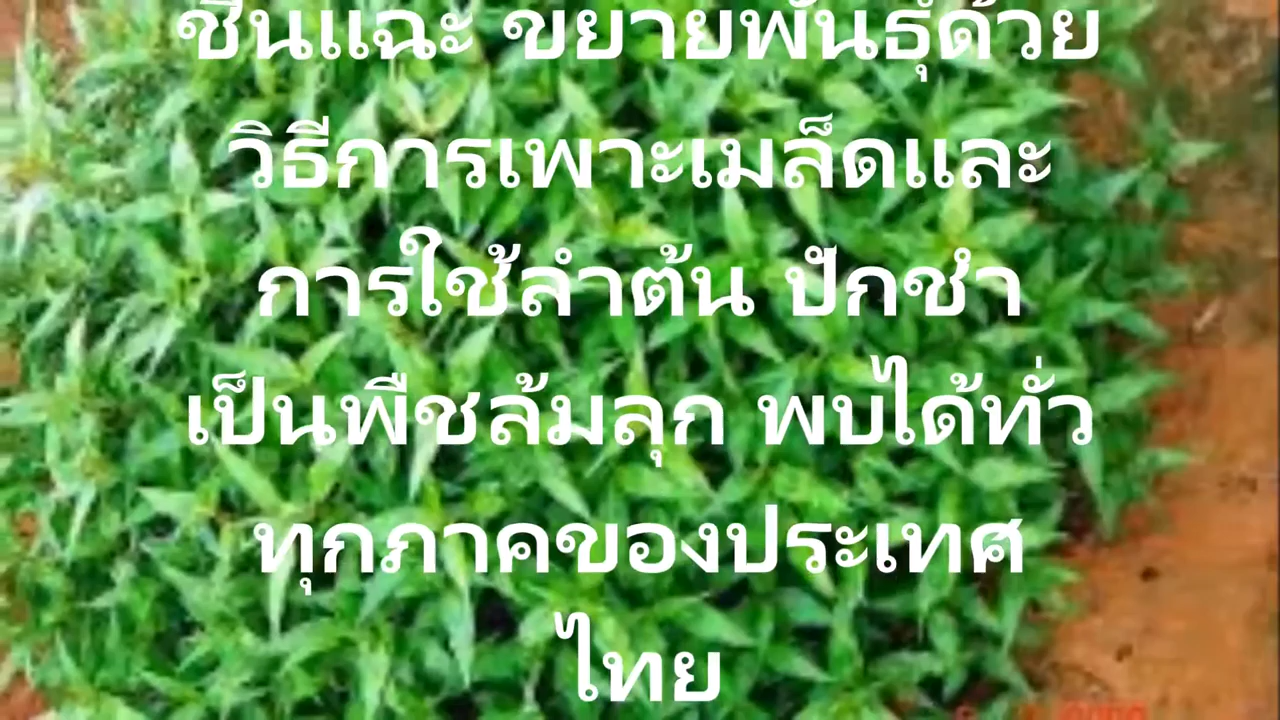 ชื้นแฉะ ขยายพันธุ์ด้วย
วิธีการเพาะเมล็ดและ
การใช้ลำต้น ปักชำ
เป็นพืชล้มลุก พบได้ทั่ว
ทุกภาคของประเทศ
ไทย